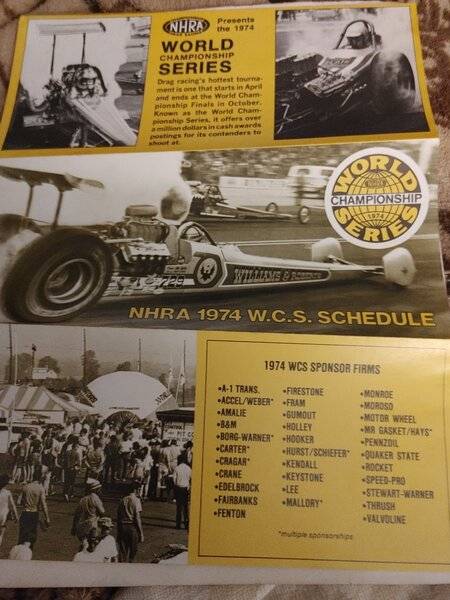 NHRA
Presents
the 1974
WORLD
CHAMPIONSHIP
SERIES
Drag racing's hottest tourna-
ment is one that starts in April
and ends at the World Cham-
pionship Finals in October.
Known as the World Cham-
pionship Series, it offers over
a million dollars in cash awards
postings for its contenders to
shoot at.
WORLD
CHAMPIONSHIP
1974
SERIES
WILLIAMS &
729
NHRA 1974 W.C.S. SCHEDULE
1974 WCS SPONSOR FIRMS
•A-1 TRANS.
•ACCEL/WEBER*
•AMALIE
•B&M
•BORG-WARNER*
•CARTER*
•CRAGAR*
•CRANE
•EDELBROCK
•FAIRBANKS
•FENTON
•FIRESTONE
•FRAM
•GUMOUT
•HOLLEY
•HOOKER
•HURST/SCHIEFER*
•KENDALL
•KEYSTONE
•LEE
•MALLORY*
•MONROE
•MOROSO
•MOTOR WHEEL
•MR GASKET/HAYS*
•PENNZOIL
•QUAKER STATE
•ROCKET
•SPEED-PRO
•STEWART-WARNER
•THRUSH
•VALVOLINE
*multiple sponsorships